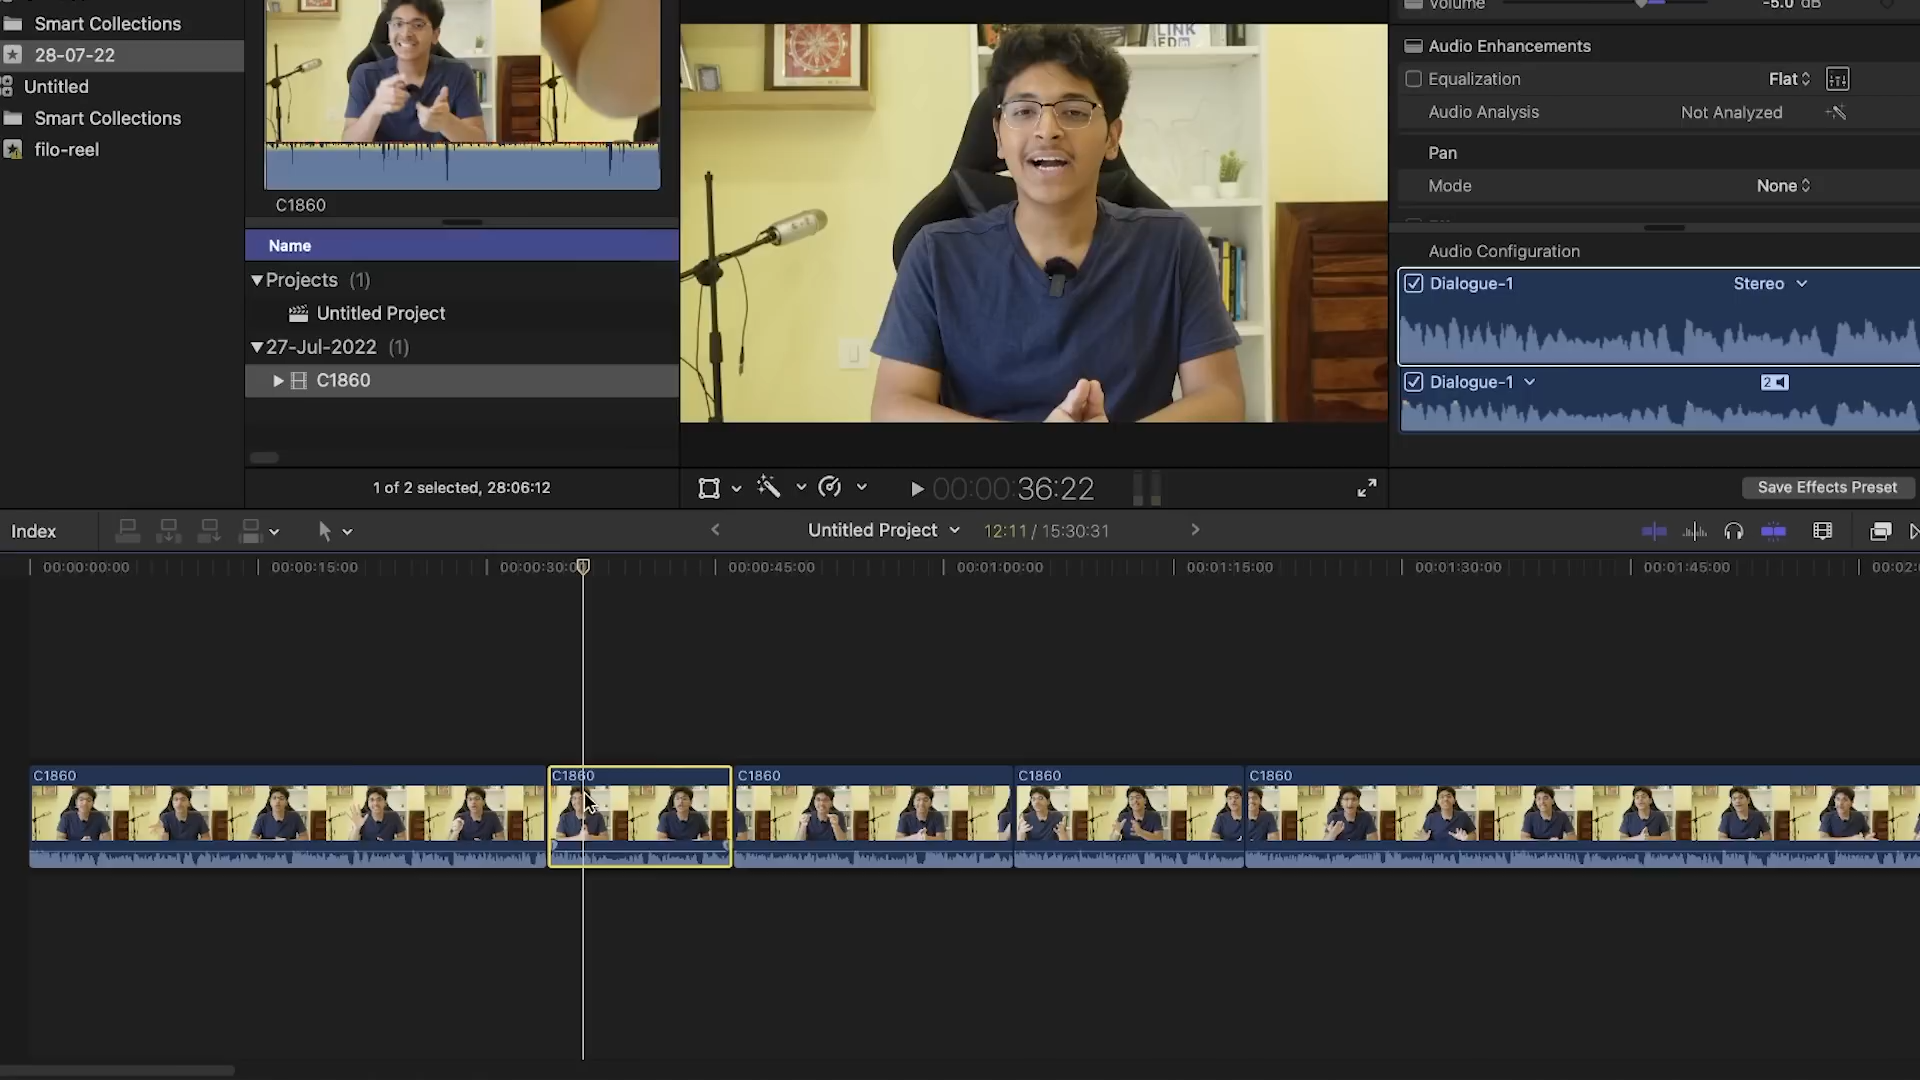 Smart Collections
28-07-22
Untitled
Smart Collections
filo-reel
C1860
Name
Projects (1)
Untitled Project
27-Jul-2022 (1)
C1860
1 of 2 selected, 28:06:12
LINK
EDin
00:00:36:22
Volume
-5.0 dB
Audio Enhancements
Equalization
Flat
Audio Analysis
Not Analyzed
Pan
Mode
None
Audio Configuration
Dialogue-1
Stereo
Dialogue-1
2
Save Effects Preset
Index
Untitled Project
12:11 / 15:30:31
00:00:00:00
00:00:15:00
00:00:30:00
00:00:45:00
00:01:00:00
00:01:15:00
00:01:30:00
00:01:45:00
00:02:
C1860
C1860
C1860
C1860
C1860